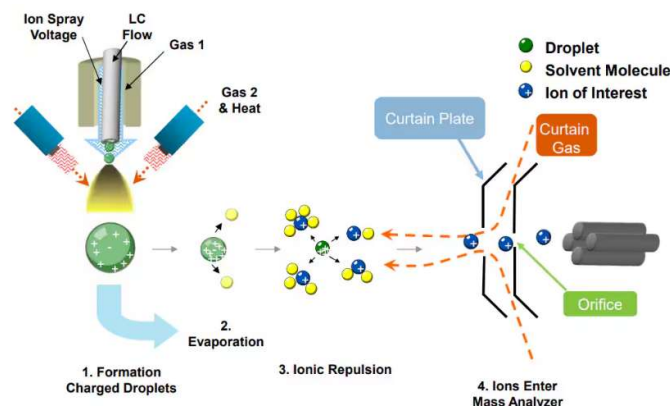 Ion Spray
Voltage
LC
Flow
Gas 1
Gas 2
& Heat
Droplet
Solvent Molecule
Ion of Interest
Curtain Plate
Curtain
Gas
Orifice
1. Formation
Charged Droplets
2.
Evaporation
3. Ionic Repulsion
4. Ions Enter
Mass Analyzer